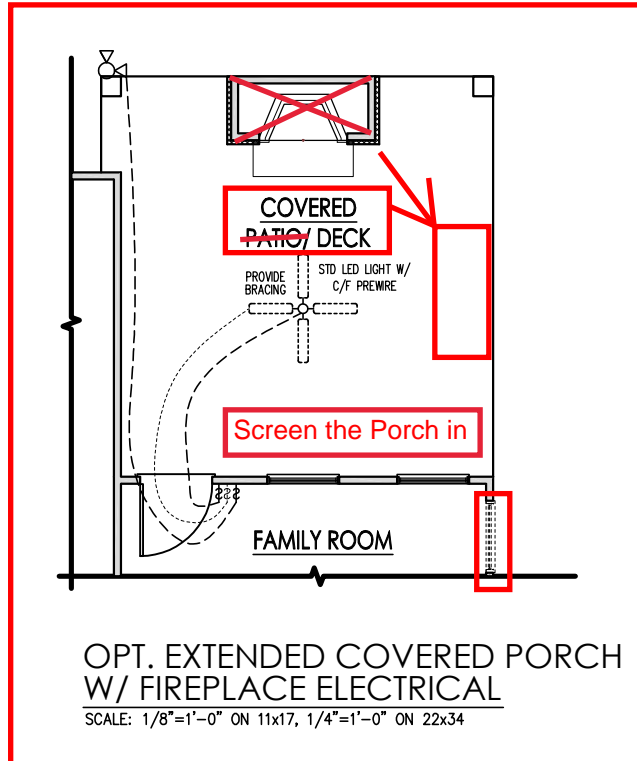 COVERED
PATIO/ DECK
PROVIDE
BRACING
STD LED LIGHT W/
C/F PREWIRE
Screen the Porch in
FAMILY ROOM
OPT. EXTENDED COVERED PORCH
W/ FIREPLACE ELECTRICAL
SCALE: 1/8"=1'-0" ON 11x17, 1/4"=1'-0" ON 22x34